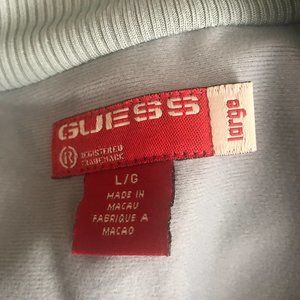 GUESS
large
R REGISTERED
TRADEMARK
L/G
MADE IN
MACAU
FABRIQUE A
MACAO